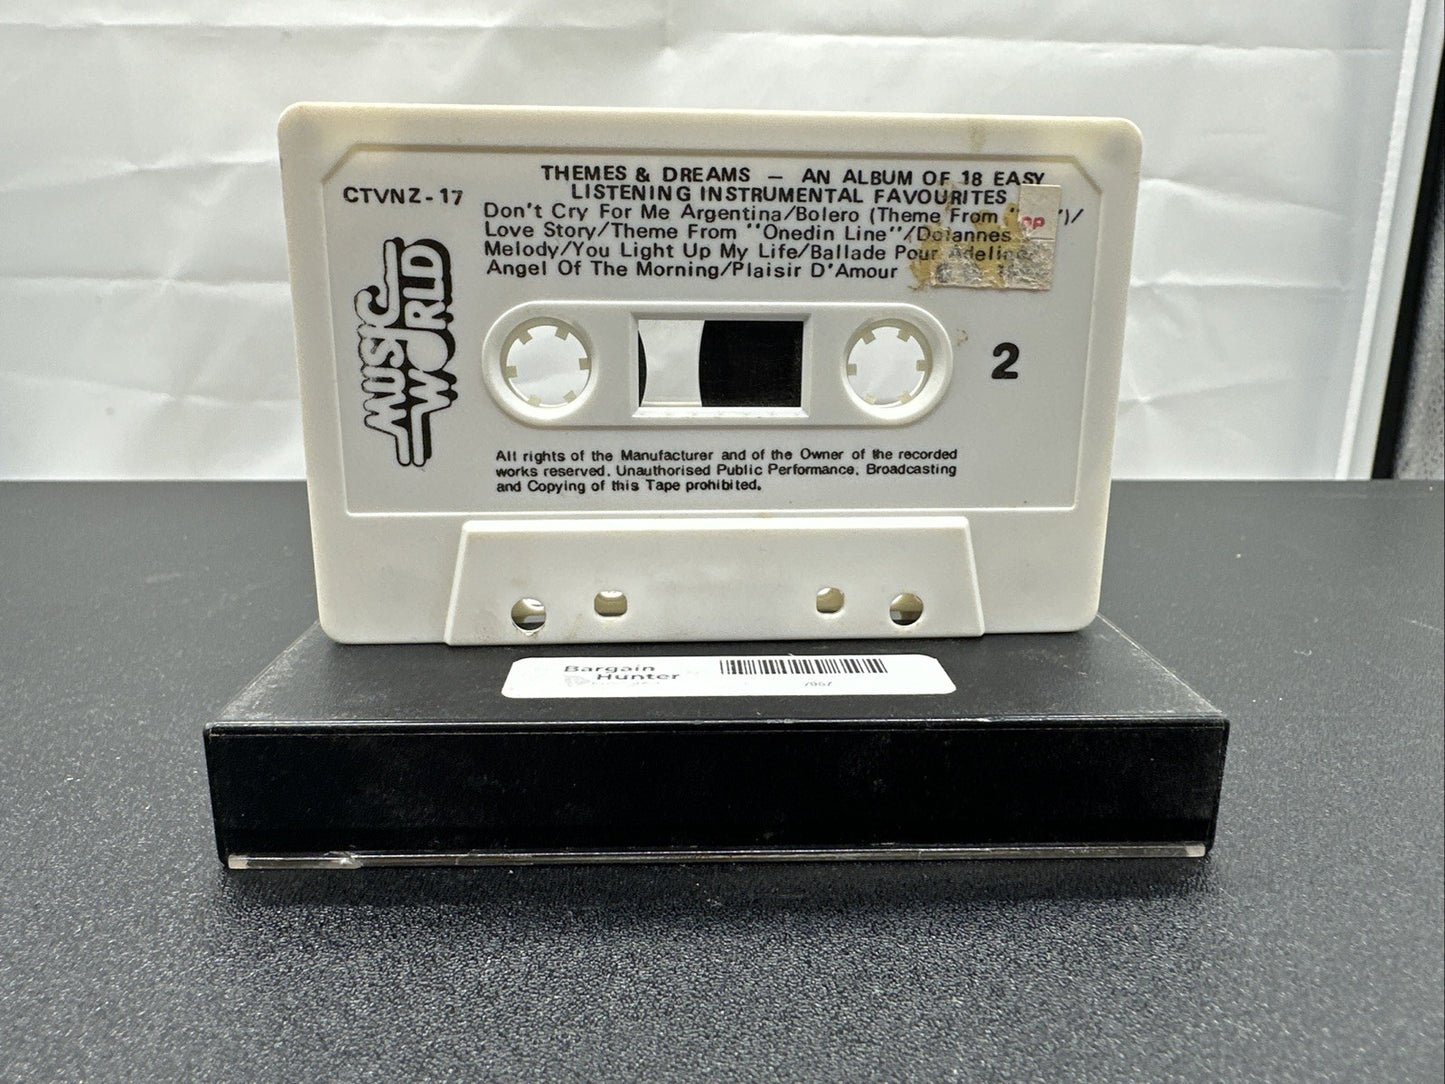 THEMES & DREAMS — AN ALBUM OF 18 EASY
LISTENING INSTRUMENTAL FAVOURITES
CTVNZ-17
Don't Cry For Me Argentina/Bolero (Theme From "
Love Story/Theme From "Onedin Line"/Dolannes
Melody/You Light Up My Life/Ballade Pour Adeline/
Angel Of The Morning/Plaisir D'Amour
MUSIC
WORLD
2
All rights of the Manufacturer and of the Owner of the recorded
works reserved. Unauthorised Public Performance, Broadcasting
and Copying of this Tape prohibited.
Bargain
Hunter